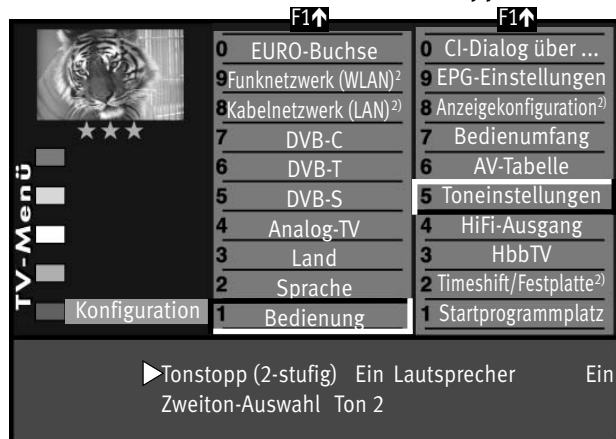 F1↑ F1↑
0 EURO-Buchse
9 Funknetzwerk (WLAN)²
8 Kabelnetzwerk (LAN)²⁾
7 DVB-C
6 DVB-T
5 DVB-S
4 Analog-TV
3 Land
2 Sprache
1 Bedienung
0 CI-Dialog über ...
9 EPG-Einstellungen
8 Anzeigekonfiguration²⁾
7 Bedienumfang
6 AV-Tabelle
5 Toneinstellungen
4 HiFi-Ausgang
3 HbbTV
2 Timeshift/Festplatte²⁾
1 Startprogrammplatz
TV-Menü
Konfiguration
Tonstopp (2-stufig) Ein Lautsprecher Ein
Zweiton-Auswahl Ton 2